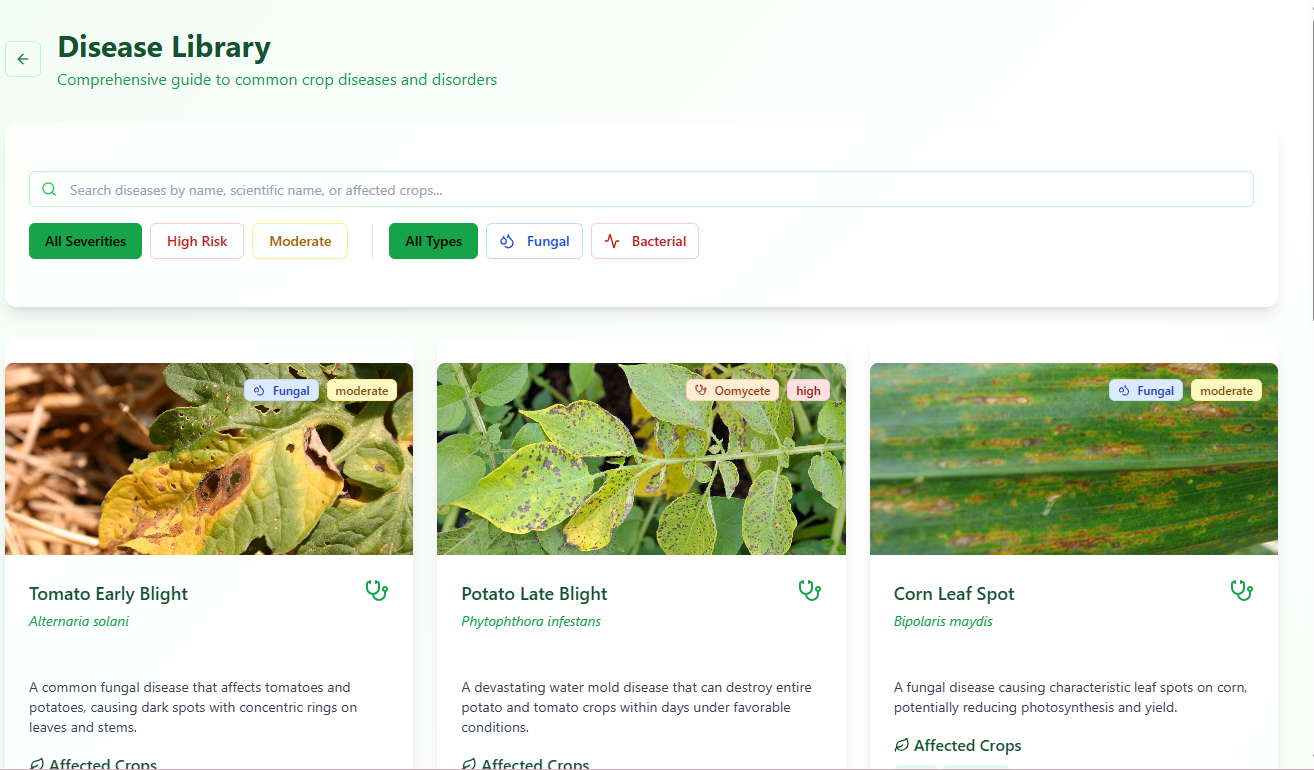 Disease Library
Comprehensive guide to common crop diseases and disorders
Search diseases by name, scientific name, or affected crops...
All Severities High Risk Moderate All Types Fungal Bacterial
Fungal moderate
Oomycete high
Fungal moderate
Tomato Early Blight
Alternaria solani
A common fungal disease that affects tomatoes and
potatoes, causing dark spots with concentric rings on
leaves and stems.
Affected Crops
Potato Late Blight
Phytophthora infestans
A devastating water mold disease that can destroy entire
potato and tomato crops within days under favorable
conditions.
Affected Crops
Corn Leaf Spot
Bipolaris maydis
A fungal disease causing characteristic leaf spots on corn,
potentially reducing photosynthesis and yield.
Affected Crops